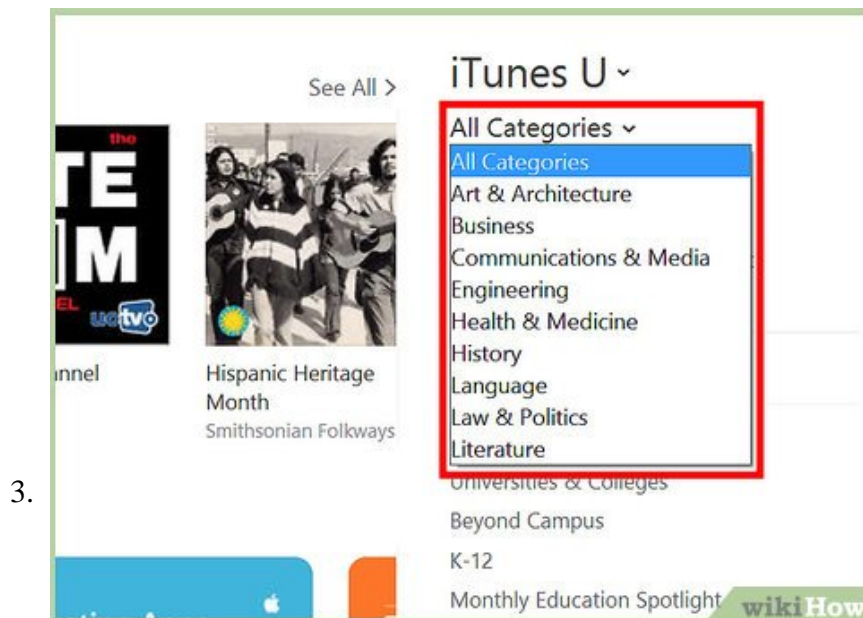 See All >
the
TE
M
EL
uctv
nnel
Hispanic Heritage
Month
Smithsonian Folkways
iTunes U
All Categories
All Categories
Art & Architecture
Business
Communications & Media
Engineering
Health & Medicine
History
Language
Law & Politics
Literature
Universities & Colleges
Beyond Campus
K-12
Monthly Education Spotlight
3.
wikiHow